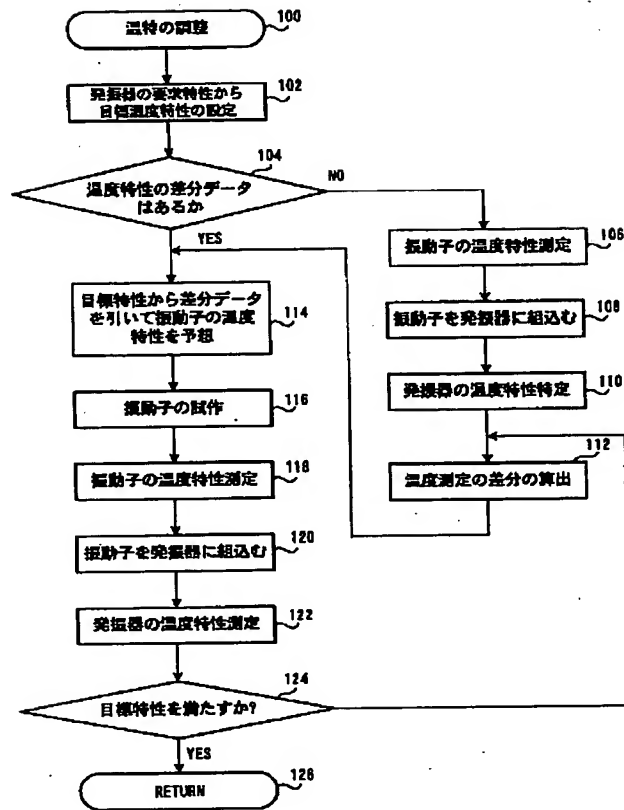 温特の調整
100
発振器の要求特性から
目標温度特性の設定
102
104
温度特性の差分データ
はあるか
NO
YES
振動子の温度特性測定
106
振動子を発振器に組込む
108
発振器の温度特性特定
110
112
温度測定の差分の算出
目標特性から差分データ
を引いて振動子の温度
特性を予想
114
振動子の試作
116
振動子の温度特性測定
118
振動子を発振器に組込む
120
発振器の温度特性測定
122
124
目標特性を満たすか?
YES
RETURN
126